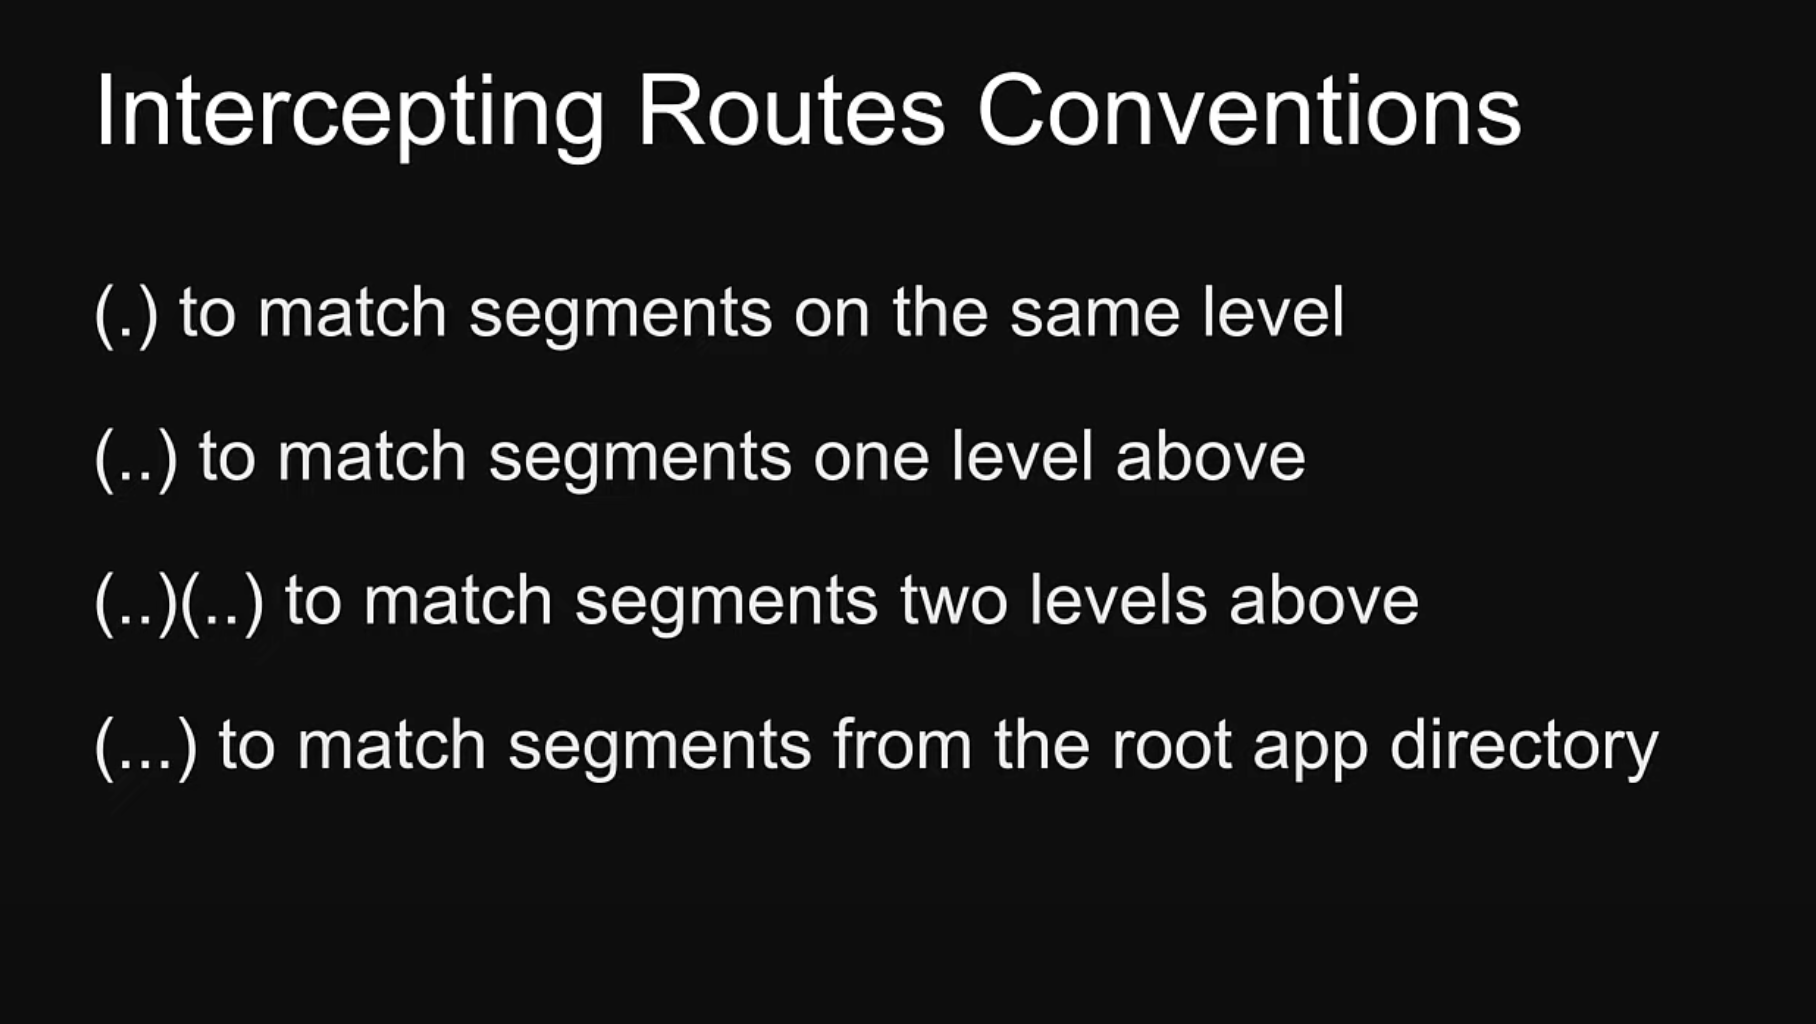 Intercepting Routes Conventions
(.) to match segments on the same level
(..) to match segments one level above
(..)(..) to match segments two levels above
(...) to match segments from the root app directory